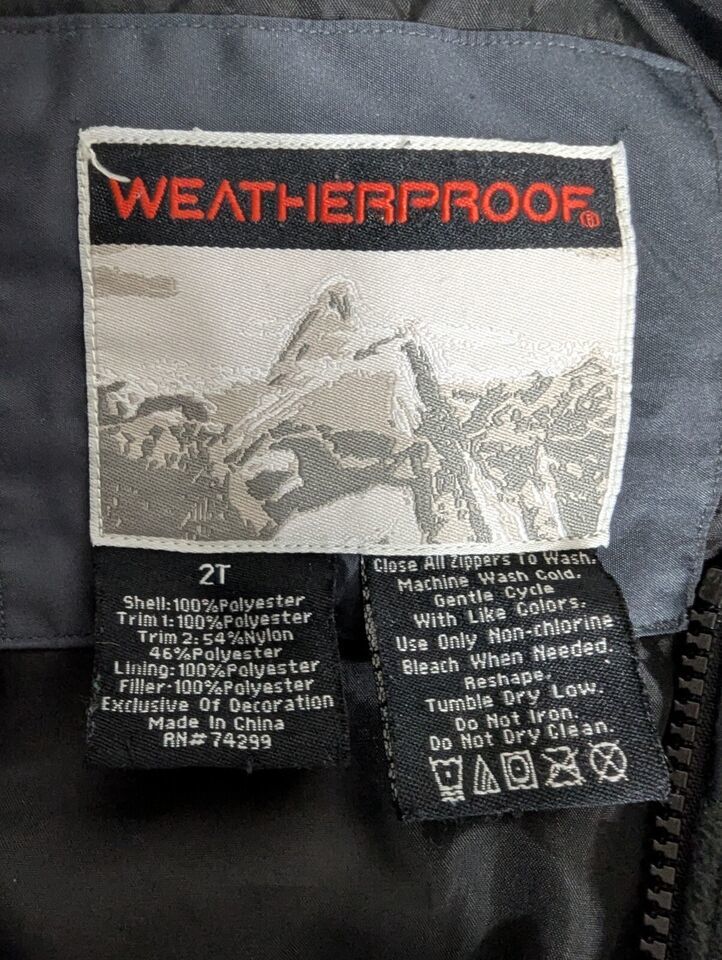 WEATHERPROOF®
2T
Shell:100%Polyester
Trim 1:100%Polyester
Trim 2:54%Nylon
46%Polyester
Lining:100%Polyester
Filler:100%Polyester
Exclusive Of Decoration
Made In China
RN# 74299
Close All Zippers To Wash.
Machine Wash Cold.
Gentle Cycle
With Like Colors.
Use Only Non-chlorine
Bleach When Needed.
Reshape.
Tumble Dry Low.
Do Not Iron.
Do Not Dry Clean.